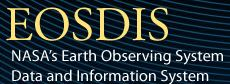 EOSDIS
NASA's Earth Observing System
Data and Information System